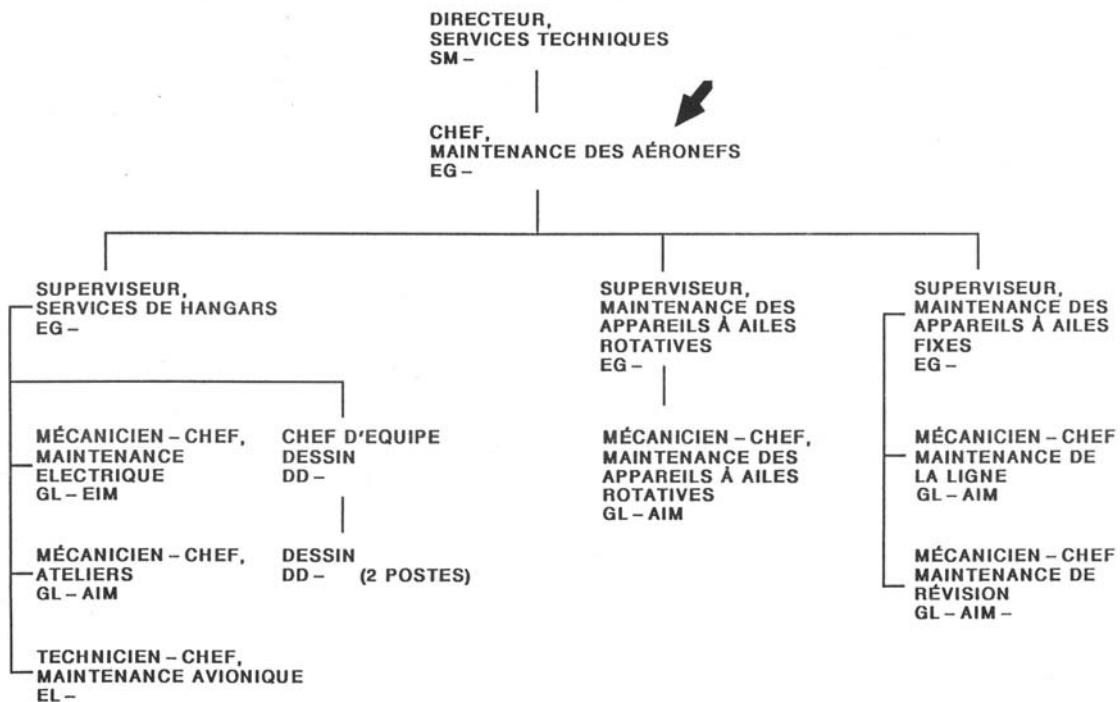 DIRECTEUR,
SERVICES TECHNIQUES
SM –
CHEF,
MAINTENANCE DES AÉRONEFS
EG –
SUPERVISEUR,
SERVICES DE HANGARS
EG –
SUPERVISEUR,
MAINTENANCE DES
APPAREILS À AILES
ROTATIVES
EG –
SUPERVISEUR,
MAINTENANCE DES
APPAREILS À AILES
FIXES
EG –
MÉCANICIEN – CHEF,
MAINTENANCE
ELECTRIQUE
GL – EIM
CHEF D'EQUIPE
DESSIN
DD –
MÉCANICIEN – CHEF,
MAINTENANCE DES
APPAREILS À AILES
ROTATIVES
GL – AIM
MÉCANICIEN – CHEF
MAINTENANCE DE
LA LIGNE
GL – AIM
MÉCANICIEN – CHEF,
ATELIERS
GL – AIM
DESSIN
DD – (2 POSTES)
MÉCANICIEN – CHEF
MAINTENANCE DE
RÉVISION
GL – AIM –
TECHNICIEN – CHEF,
MAINTENANCE AVIONIQUE
EL –